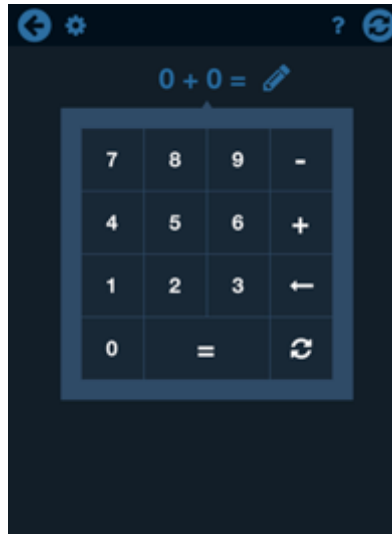 ?
0 + 0 =
7 8 9 -
4 5 6 +
1 2 3 ←
0 =